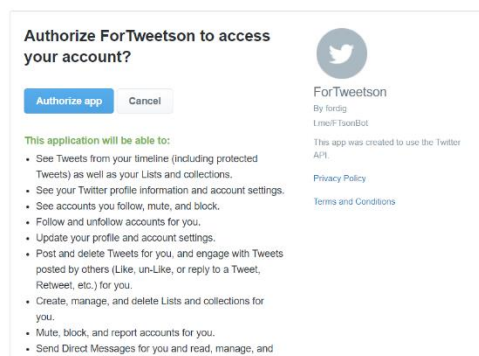 Authorize ForTweetson to access
your account?
Authorize app
Cancel
This application will be able to:
• See Tweets from your timeline (including protected
Tweets) as well as your Lists and collections.
• See your Twitter profile information and account settings.
• See accounts you follow, mute, and block.
• Follow and unfollow accounts for you.
• Update your profile and account settings.
• Post and delete Tweets for you, and engage with Tweets
posted by others (Like, un-Like, or reply to a Tweet,
Retweet, etc.) for you.
• Create, manage, and delete Lists and collections for
you.
• Mute, block, and report accounts for you.
• Send Direct Messages for you and read, manage, and
ForTweetson
By fordig
t.me/FTsonBot
This app was created to use the Twitter
API.
Privacy Policy
Terms and Conditions